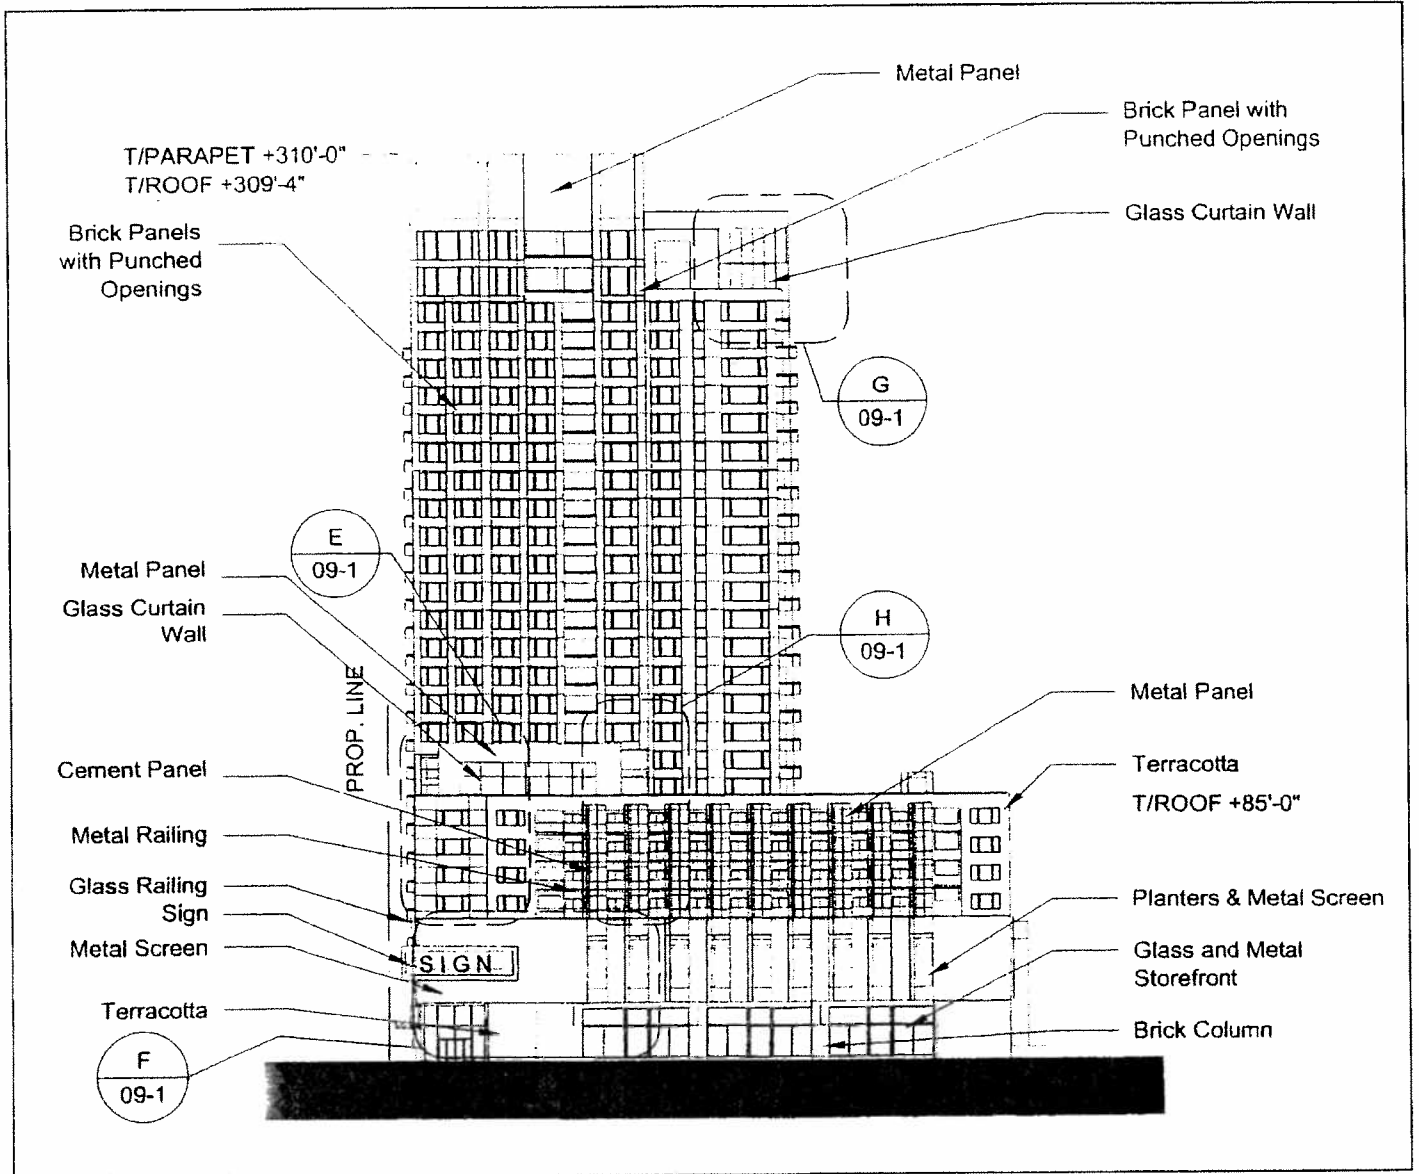 Metal Panel
Brick Panel with
Punched Openings
T/PARAPET +310'-0"
T/ROOF +309'-4"
Glass Curtain Wall
Brick Panels
with Punched
Openings
G
09-1
E
09-1
Metal Panel
Glass Curtain
Wall
H
09-1
PROP. LINE
Metal Panel
Cement Panel
Terracotta
T/ROOF +85'-0"
Metal Railing
Glass Railing
Sign
Planters & Metal Screen
Metal Screen
SIGN
Glass and Metal
Storefront
Terracotta
Brick Column
F
09-1